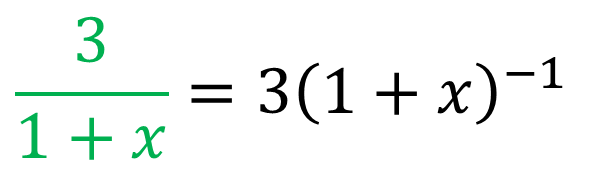 3/(1 + x) = 3(1 + x)⁻¹